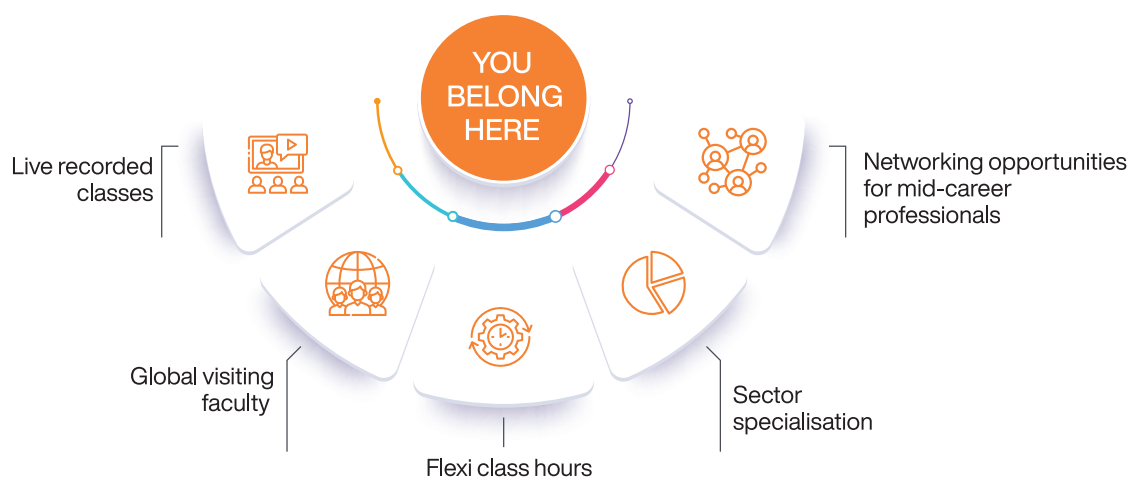 YOU
BELONG
HERE
Live recorded
classes
Networking opportunities
for mid-career
professionals
Global visiting
faculty
Sector
specialisation
Flexi class hours